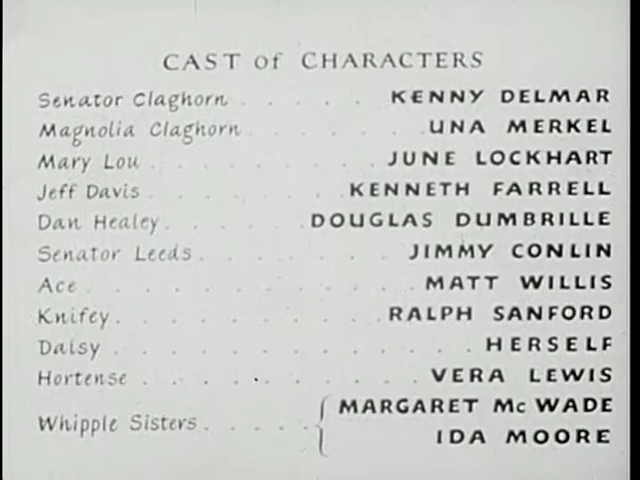 CAST of CHARACTERS
Senator Claghorn . . . . . KENNY DELMAR
Magnolia Claghorn . . . . . . UNA MERKEL
Mary Lou . . . . . . . . . JUNE LOCKHART
Jeff Davis . . . . . . . KENNETH FARRELL
Dan Healey . . . . . DOUGLAS DUMBRILLE
Senator Leeds . . . . . . . . JIMMY CONLIN
Ace . . . . . . . . . . . . MATT WILLIS
Knifey . . . . . . . . . . RALPH SANFORD
Daisy . . . . . . . . . . . . . HERSELF
Hortense . . . . . . . . . . VERA LEWIS
Whipple Sisters . . . . . { MARGARET Mc WADE
IDA MOORE